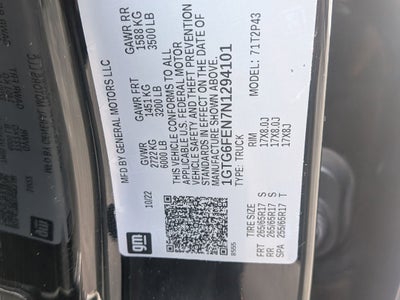 gm
MFD BY GENERAL MOTORS LLC
10/22
GVWR
2722 KG
6000 LB
GAWR FRT
1451 KG
3200 LB
GAWR RR
1588 KG
3500 LB
THIS VEHICLE CONFORMS TO ALL
APPLICABLE U.S. FEDERAL MOTOR
VEHICLE SAFETY, AND THEFT PREVENTION
STANDARDS IN EFFECT ON THE DATE OF
MANUFACTURE SHOWN ABOVE.
1GTG6FEN7N1294101
TYPE: TRUCK
MODEL: 71T2P43
TIRE SIZE RIM
FRT 265/65R17 S 17X8.0J
RR 265/65R17 S 17X8.0J
SPA 265/65R17 T 17X8J